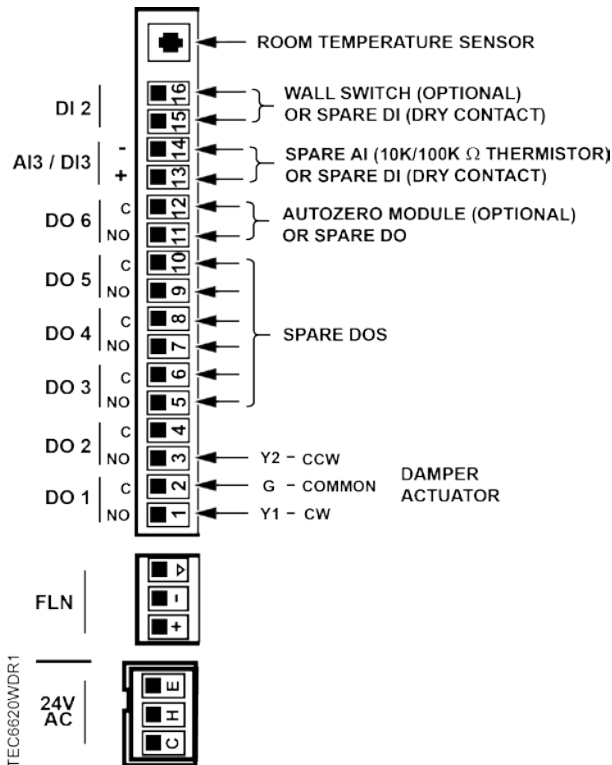 ROOM TEMPERATURE SENSOR
DI 2
16
15
WALL SWITCH (OPTIONAL)
OR SPARE DI (DRY CONTACT)
AI3 / DI3
-
+
14
13
SPARE AI (10K/100K Ω THERMISTOR)
OR SPARE DI (DRY CONTACT)
DO 6
C
NO
12
11
AUTOZERO MODULE (OPTIONAL)
OR SPARE DO
DO 5
C
NO
10
9
DO 4
C
NO
8
7
SPARE DOS
DO 3
C
NO
6
5
DO 2
C
NO
4
3
Y2 - CCW
DO 1
C
NO
2
1
G - COMMON
Y1 - CW
DAMPER
ACTUATOR
FLN
-
+
24V
AC
E
H
C
TEC6620WDR1